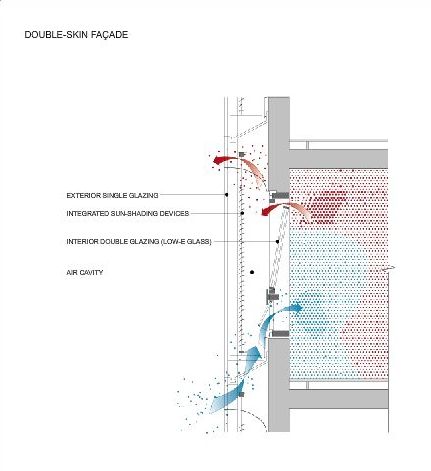 DOUBLE-SKIN FAÇADE
EXTERIOR SINGLE GLAZING
INTEGRATED SUN-SHADING DEVICES
INTERIOR DOUBLE GLAZING (LOW-E GLASS)
AIR CAVITY